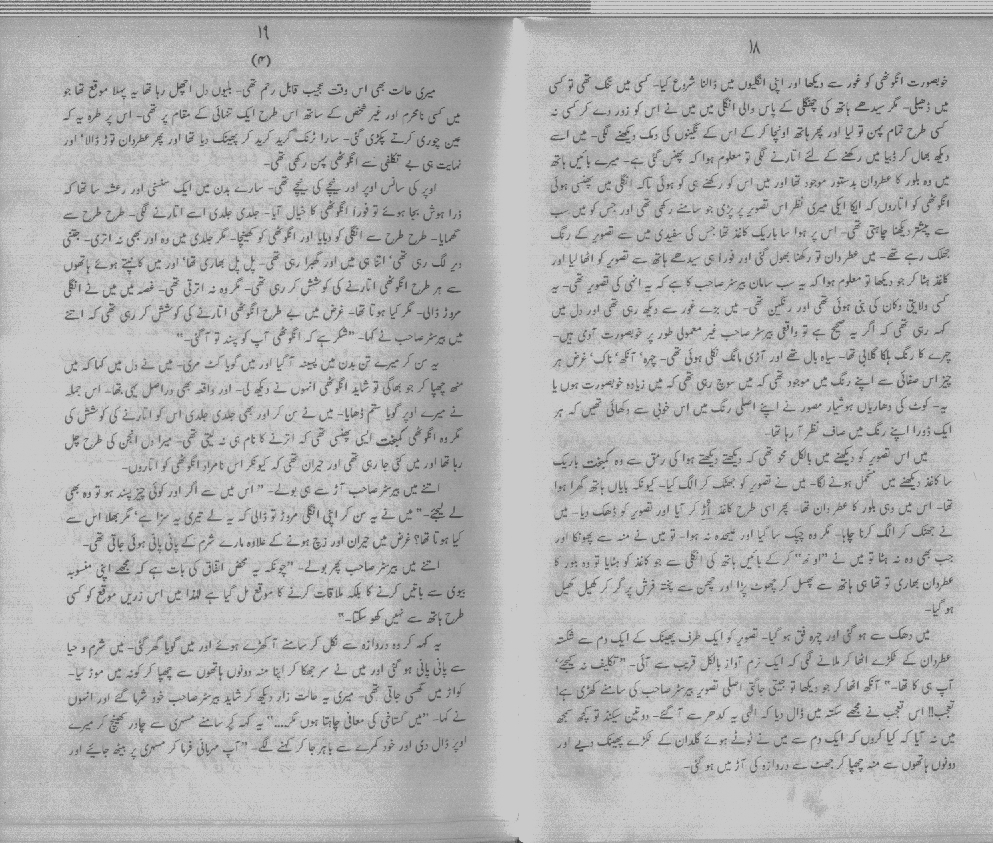 ۱۸
خوبصورت انگوٹھی کو غور سے دیکھا اور اپنی انگلیوں میں ڈالنا شروع کیا۔ کسی میں تنگ تھی تو کسی
میں ڈھیلی۔ مگر سیدھے ہاتھ کی چھنگلی کے پاس والی انگلی میں میں نے اس کو زور دے کر کسی نہ
کسی طرح تمام پہن تو لیا اور پھر ہاتھ اونچا کر کے اس کے نگینوں کی دمک دیکھنے لگی۔ میں اسے
دیکھ بھال کر ڈبیا میں رکھنے کے لئے اتارنے لگی تو معلوم ہوا کہ پھنس گئی ہے۔ میرے بائیں ہاتھ
میں وہ بلور کا عطردان بدستور موجود تھا اور میں اس کو رکھنے ہی کو ہوئی تاکہ انگلی میں پھنسی ہوئی
انگوٹھی کو اتاروں کہ ایکا ایکی میری نظر اس تصویر پر پڑی جو سامنے رکھی تھی اور جس کو میں سب
سے پیشتر دیکھنا چاہتی تھی۔ اس پر ہوا سا باریک کاغذ تھا جس کی سفیدی میں سے تصویر کے رنگ
جھلک رہے تھے۔ میں عطردان تو رکھنا بھول گئی اور فورا ہی سیدھے ہاتھ سے تصویر کو اٹھا لیا اور
کاغذ ہٹا کر جو دیکھا تو معلوم ہوا کہ یہ سب سامان بیرسٹر صاحب کا ہے کہ یہ انہی کی تصویر تھی۔ یہ
کسی ولایتی دکان کی بنی ہوئی تھی اور رنگین تھی۔ میں بڑے غور سے دیکھ رہی تھی اور دل میں
کہہ رہی تھی کہ اگر یہ صحیح ہے تو واقعی بیرسٹر صاحب غیر معمولی طور پر خوبصورت آدمی ہیں۔
چہرے کا رنگ ہلکا گلابی تھا۔ سیاہ بال تھے اور آڑی مانگ نکلی ہوئی تھی۔ چہرہ' آنکھ' ناک' غرض ہر
چیز اس صفائی سے اپنے رنگ میں موجود تھی کہ میں سوچ رہی تھی کہ میں زیادہ خوبصورت ہوں یا
یہ۔ کوٹ کی دھاریاں ہوشیار مصور نے اپنے اصلی رنگ میں اس خوبی سے دکھائی تھیں کہ ہر
ایک ڈورا اپنے رنگ میں صاف نظر آ رہا تھا۔
میں اس تصویر کو دیکھنے میں بالکل محو تھی کہ دیکھتے دیکھتے ہوا کی رمق سے وہ کمبخت باریک
سا کاغذ دیکھنے میں مخل ہونے لگا۔ میں نے تصویر کو جھٹک کر الگ کیا۔ کیونکہ بایاں ہاتھ گھرا ہوا
تھا۔ اس میں وہی بلور کا عطردان تھا۔ پھر اسی طرح کاغذ اُڑ کر آیا اور تصویر کو ڈھک دیا۔ میں
نے جھٹک کر الگ کرنا چاہا۔ مگر وہ چپک سا گیا اور علیحدہ نہ ہوا۔ تو میں نے منہ سے پھونکا اور
جب بھی وہ نہ ہٹا تو میں نے "اونھ" کر کے بائیں ہاتھ کی انگلی سے جو کاغذ کو ہٹایا تو وہ بلور کا
عطردان بھاری تو تھا ہی ہاتھ سے پھسل کر چھوٹ پڑا اور چھن سے پختہ فرش پر گر کر کھیل کھیل
ہو گیا۔
میں دھک سے ہو گئی اور چہرہ فق ہو گیا۔ تصویر کو ایک طرف پھینک کے ایک دم سے شکستہ
عطردان کے ٹکڑے اٹھا کر ملانے لگی کہ ایک نرم آواز بالکل قریب سے آئی۔ "تکلیف نہ کیجئے'
آپ ہی کا تھا۔" آنکھ اٹھا کر جو دیکھا تو جیتی جاگتی اصلی تصویر بیرسٹر صاحب کی سامنے کھڑی ہے!
تعجب!! اس تعجب نے مجھے سکتہ میں ڈال دیا کہ الٰہی یہ کدھر سے آ گئے۔ دو تین سیکنڈ تو کچھ سمجھ
میں نہ آیا کہ کیا کروں کہ ایک دم سے میں نے ٹوٹے ہوئے گلدان کے ٹکڑے پھینک دیے اور
دونوں ہاتھوں سے منہ چھپا کر جھٹ سے دروازہ کی آڑ میں ہو گئی۔
۱۹
(۴)
میری حالت بھی اس وقت عجیب قابل رحم تھی۔ بلیوں دل اچھل رہا تھا یہ پہلا موقع تھا جو
میں کسی نامحرم اور غیر شخص کے ساتھ اس طرح ایک تنہائی کے مقام پر تھی۔ اس پر طرہ یہ کہ
عین چوری کرتے پکڑی گئی۔ سارا ٹرنک کرید کرید کر پھینک دیا تھا اور پھر عطردان توڑ ڈالا' اور
نہایت ہی بے تکلفی سے انگوٹھی پہن رکھی تھی۔
اوپر کی سانس اوپر اور نیچے کی نیچے تھی۔ سارے بدن میں ایک سنسنی اور رعشہ سا تھا کہ
ذرا ہوش بجا ہوئے تو فورا انگوٹھی کا خیال آیا۔ جلدی جلدی اسے اتارنے لگی۔ طرح طرح سے
گھمایا۔ طرح طرح سے انگلی کو دبایا اور انگوٹھی کو کھینچا۔ مگر جلدی میں وہ اور بھی نہ اتری۔ جتنی
دیر لگ رہی تھی' اتنا ہی میں اور گھبرا رہی تھی۔ پل پل بھاری تھا' اور میں کانپتے ہوئے ہاتھوں
سے ہر طرح انگوٹھی اتارنے کی کوشش کر رہی تھی۔ مگر وہ نہ اترتی تھی۔ غصہ میں میں نے انگلی
مروڑ ڈالی۔ مگر کیا ہوتا تھا۔ غرض میں بے طرح انگوٹھی اتارنے کی کوشش کر رہی تھی کہ اتنے
میں بیرسٹر صاحب نے کہا۔ "شکر ہے کہ انگوٹھی آپ کو پسند تو آ گئی۔"
یہ سن کر میرے تن بدن میں پسینہ آ گیا اور میں گویا کٹ مری۔ میں نے دل میں کہا کہ میں
منھ چھپا کر جو بھاگی تو شاید انگوٹھی انھوں نے دیکھ لی۔ اور واقعہ بھی دراصل یہی تھا۔ اس جملہ
نے میرے اوپر گویا ستم ڈھایا۔ میں نے سن کر اور بھی جلدی جلدی اس کو اتارنے کی کوشش کی
مگر وہ انگوٹھی کمبخت ایسی پھنسی تھی کہ اترنے کا نام ہی نہ لیتی تھی۔ میرا دل انجن کی طرح چل
رہا تھا اور میں کٹی جا رہی تھی اور حیران تھی کہ کیونکر اس نامراد انگوٹھی کو اتاروں۔
اتنے میں بیرسٹر صاحب آڑ سے ہی بولے۔ "اس میں سے اگر اور کوئی چیز پسند ہو تو وہ بھی
لے لیجئے۔" میں نے یہ سن کر اپنی انگلی مروڑ تو ڈالی کہ یہ لے تیری یہ سزا ہے' مگر بھلا اس سے
کیا ہوتا تھا؟ غرض میں حیران اور زچ ہونے کے علاوہ مارے شرم کے پانی پانی ہوئی جاتی تھی۔
اتنے میں بیرسٹر صاحب پھر بولے۔ "چونکہ یہ محض اتفاق کی بات ہے کہ مجھے اپنی منسوبہ
بیوی سے باتیں کرنے کا بلکہ ملاقات کرنے کا موقع مل گیا ہے لہٰذا میں اس زریں موقع کو کسی
طرح ہاتھ سے نہیں کھو سکتا۔"
یہ کہہ کر وہ دروازہ سے نکل کر سامنے آ کھڑے ہوئے اور میں گویا گھر گئی۔ میں شرم و حیا
سے پانی پانی ہو گئی اور میں نے سر جھکا کر اپنا منہ دونوں ہاتھوں سے چھپا کر کونہ میں موڑ لیا۔
کواڑ میں گھسی جاتی تھی۔ میری یہ حالت زار دیکھ کر شاید بیرسٹر صاحب خود شرما گئے اور انھوں
نے کہا۔ "میں گستاخی کی معافی چاہتا ہوں مگر...." یہ کہہ کر سامنے مسہری سے چادر کھینچ کر میرے
اوپر ڈال دی اور خود کمرے سے باہر جا کر کہنے لگے۔ "آپ مہربانی فرما کر مسہری پر بیٹھ جایئے اور